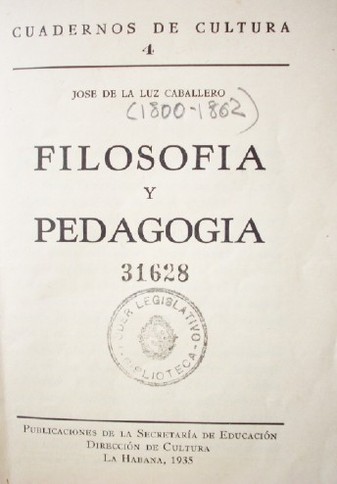 CUADERNOS DE CULTURA
4
JOSE DE LA LUZ CABALLERO
(1800-1862)
FILOSOFIA
Y
PEDAGOGIA
31628
PODER LEGISLATIVO
BIBLIOTECA
PUBLICACIONES DE LA SECRETARÍA DE EDUCACIÓN
DIRECCIÓN DE CULTURA
LA HABANA, 1935